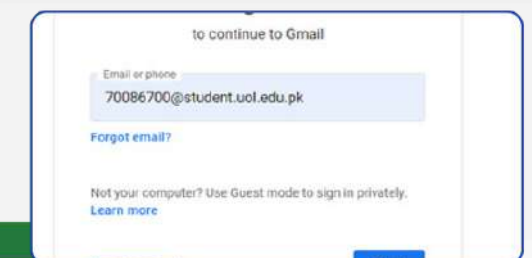 to continue to Gmail
Email or phone
70086700@student.uol.edu.pk
Forgot email?
Not your computer? Use Guest mode to sign in privately.
Learn more